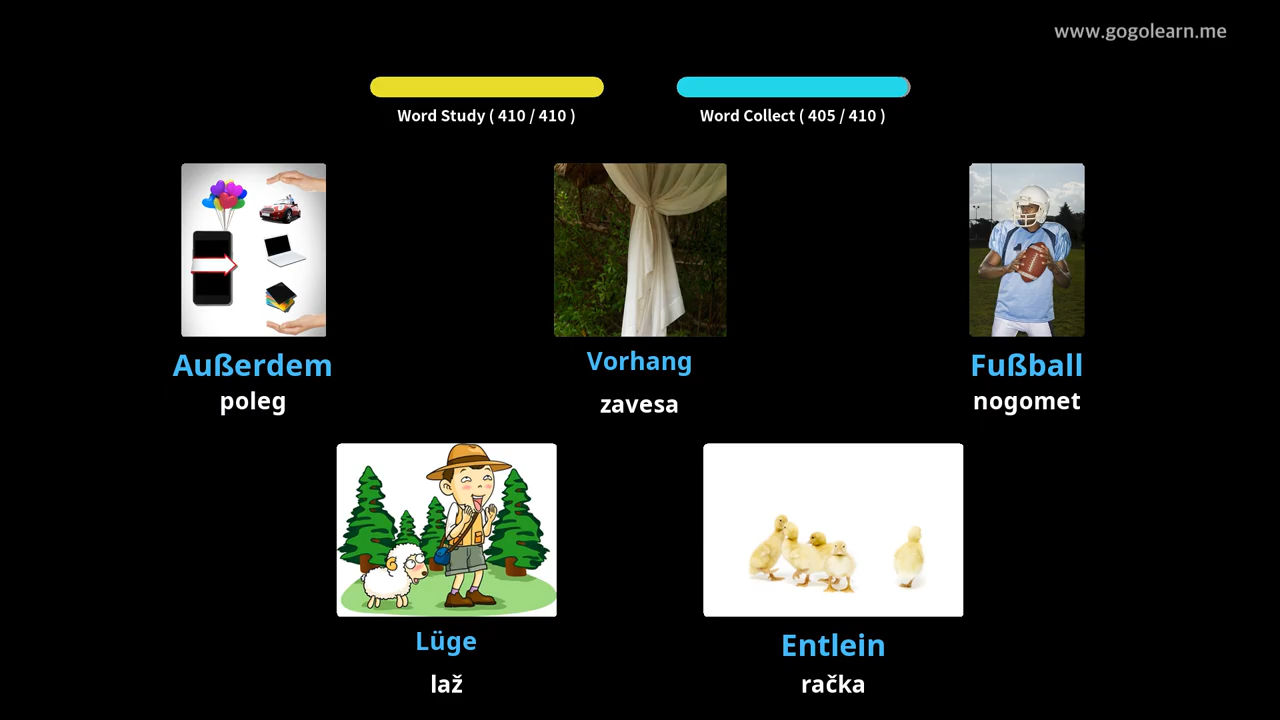 www.gogolearn.me
Word Study ( 410 / 410 )
Word Collect ( 405 / 410 )
Außerdem
poleg
Vorhang
zavesa
Fußball
nogomet
Lüge
laž
Entlein
račka